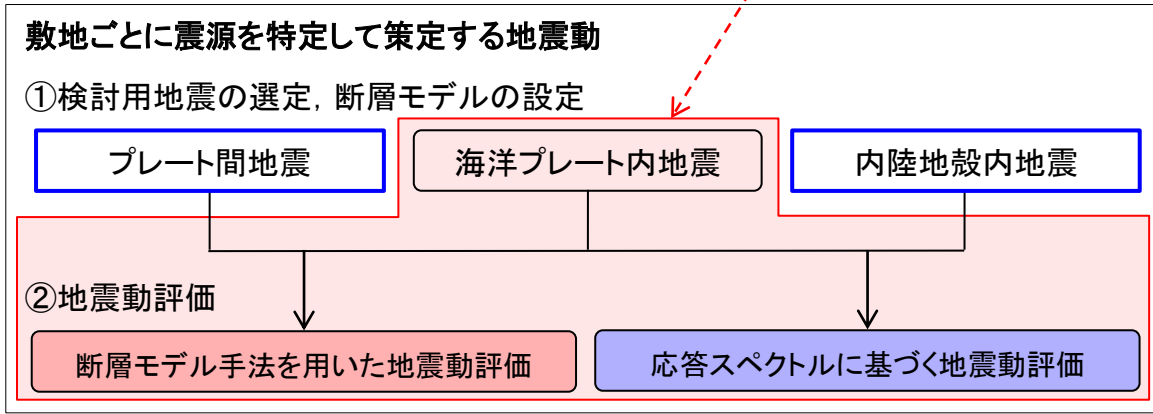 敷地ごとに震源を特定して策定する地震動
①検討用地震の選定，断層モデルの設定
プレート間地震
海洋プレート内地震
内陸地殻内地震
②地震動評価
断層モデル手法を用いた地震動評価
応答スペクトルに基づく地震動評価